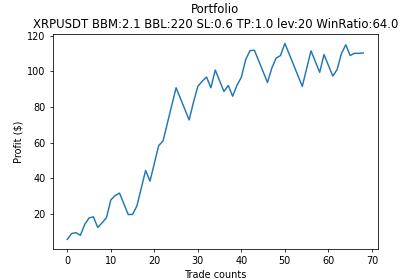 Portfolio
XRPUSDT BBM:2.1 BBL:220 SL:0.6 TP:1.0 lev:20 WinRatio:64.0
120
100
80
60
40
20
Profit ($)
0 10 20 30 40 50 60 70
Trade counts